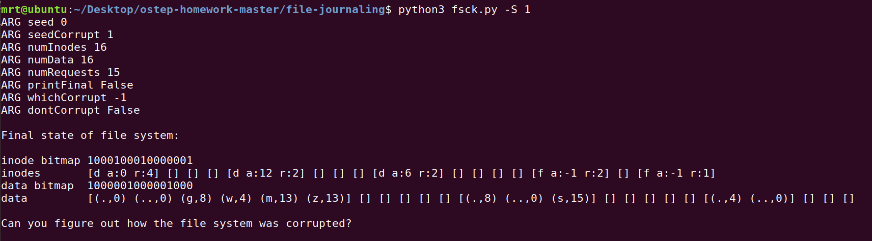 mrt@ubuntu:~/Desktop/ostep-homework-master/file-journaling$ python3 fsck.py -S 1
ARG seed 0
ARG seedCorrupt 1
ARG numInodes 16
ARG numData 16
ARG numRequests 15
ARG printFinal False
ARG whichCorrupt -1
ARG dontCorrupt False
Final state of file system:
inode bitmap 1000100010000001
inodes [d a:0 r:4] [] [] [] [d a:12 r:2] [] [] [] [d a:6 r:2] [] [] [] [] [f a:-1 r:2] [] [f a:-1 r:1]
data bitmap 1000001000001000
data [(.,0) (..,0) (g,8) (w,4) (m,13) (z,13)] [] [] [] [] [] [(.,8) (..,0) (s,15)] [] [] [] [] [] [(.,4) (..,0)] [] [] []
Can you figure out how the file system was corrupted?